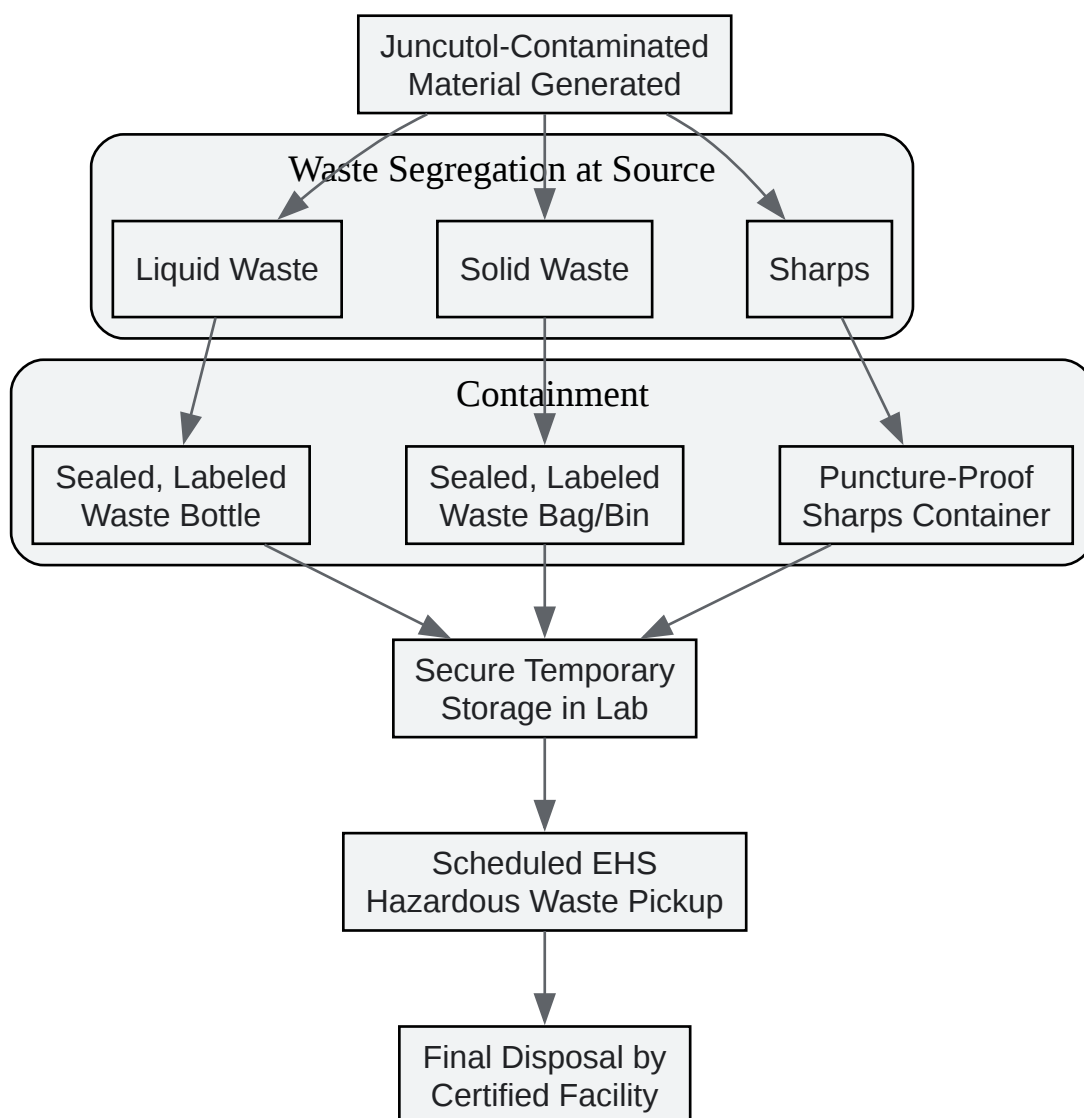 Juncutol-Contaminated
Material Generated
Waste Segregation at Source
Liquid Waste
Solid Waste
Sharps
Containment
Sealed, Labeled
Waste Bottle
Sealed, Labeled
Waste Bag/Bin
Puncture-Proof
Sharps Container
Secure Temporary
Storage in Lab
Scheduled EHS
Hazardous Waste Pickup
Final Disposal by
Certified Facility